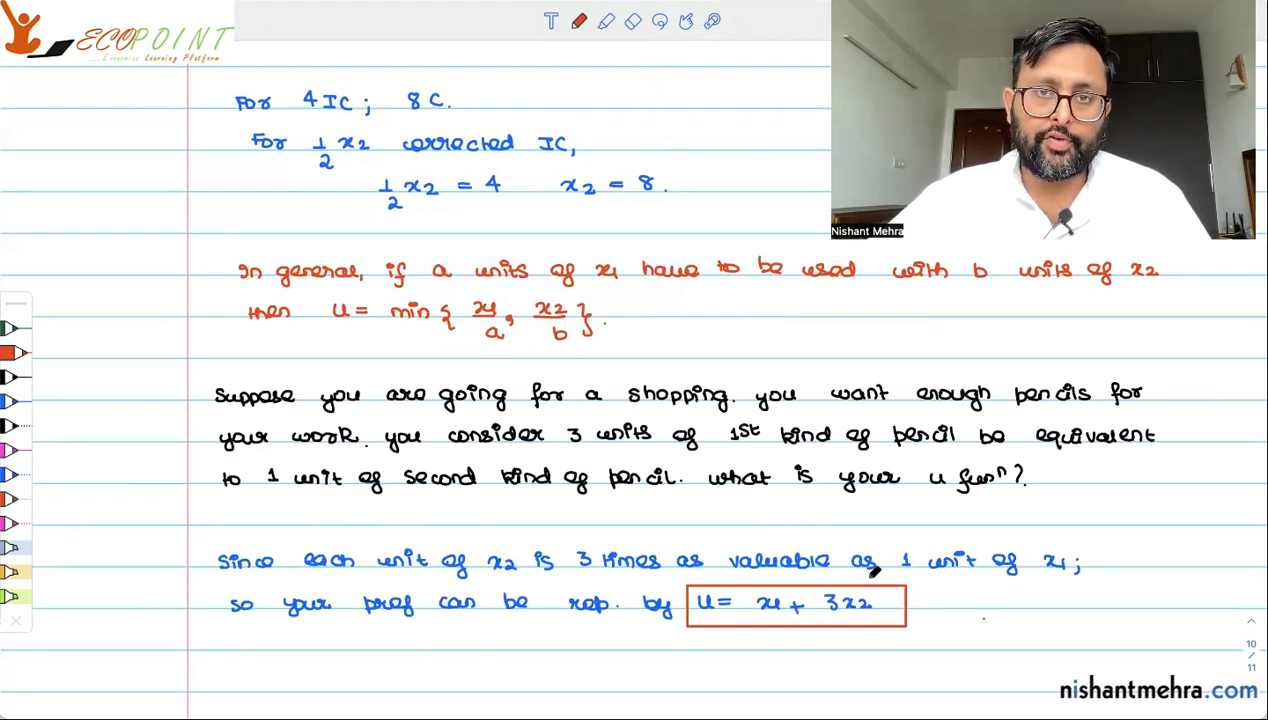 ECOPOINT
Economics Learning Platform
For 4 IC ; 8 C.
For 1/2 x2 corrected IC,
1/2 x2 = 4 x2 = 8.
Nishant Mehra
In general, if a units of x1 have to be used with b units of x2
then U = min { x1/a , x2/b }.
Suppose you are going for a shopping. you want enough pencils for
your work. you consider 3 units of 1st kind of pencil be equivalent
to 1 unit of second kind of pencil. what is your u funⁿ?
Since each unit of x2 is 3 times as valuable as 1 unit of x1 ;
so your pref can be rep. by U = x1 + 3x2
10
/
11
nishantmehra.com